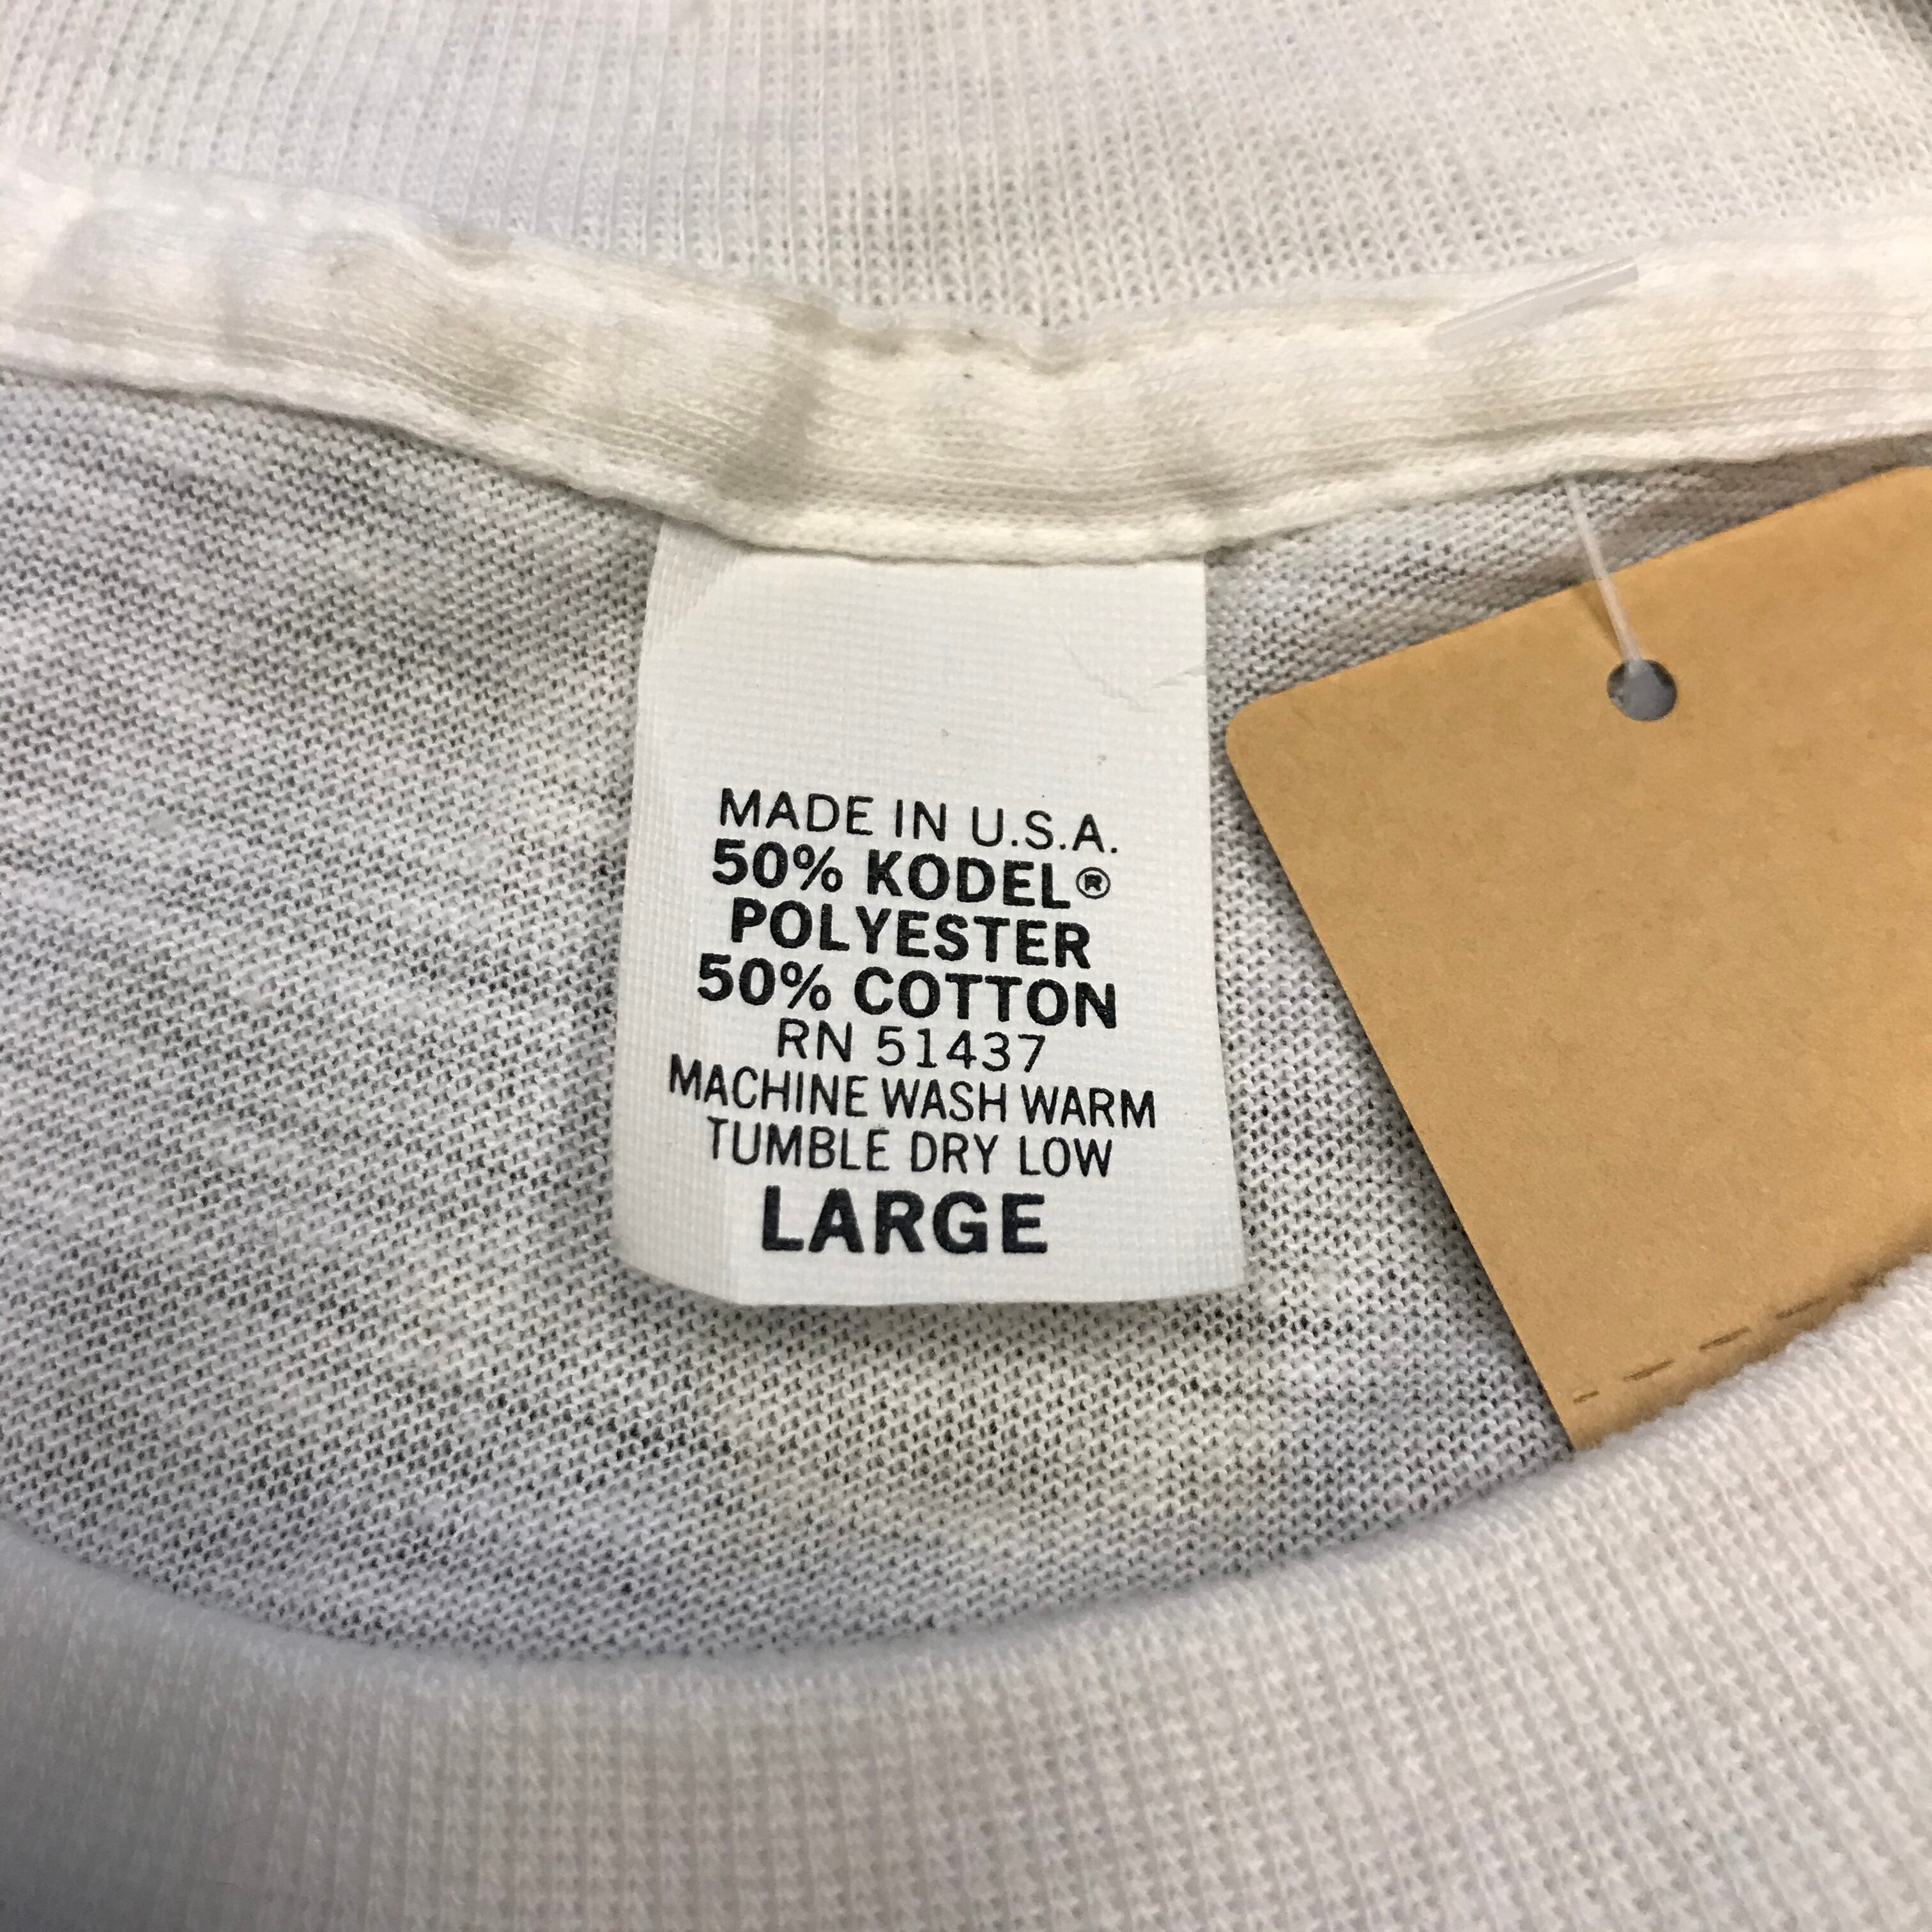 MADE IN U.S.A.
50% KODEL®
POLYESTER
50% COTTON
RN 51437
MACHINE WASH WARM
TUMBLE DRY LOW
LARGE